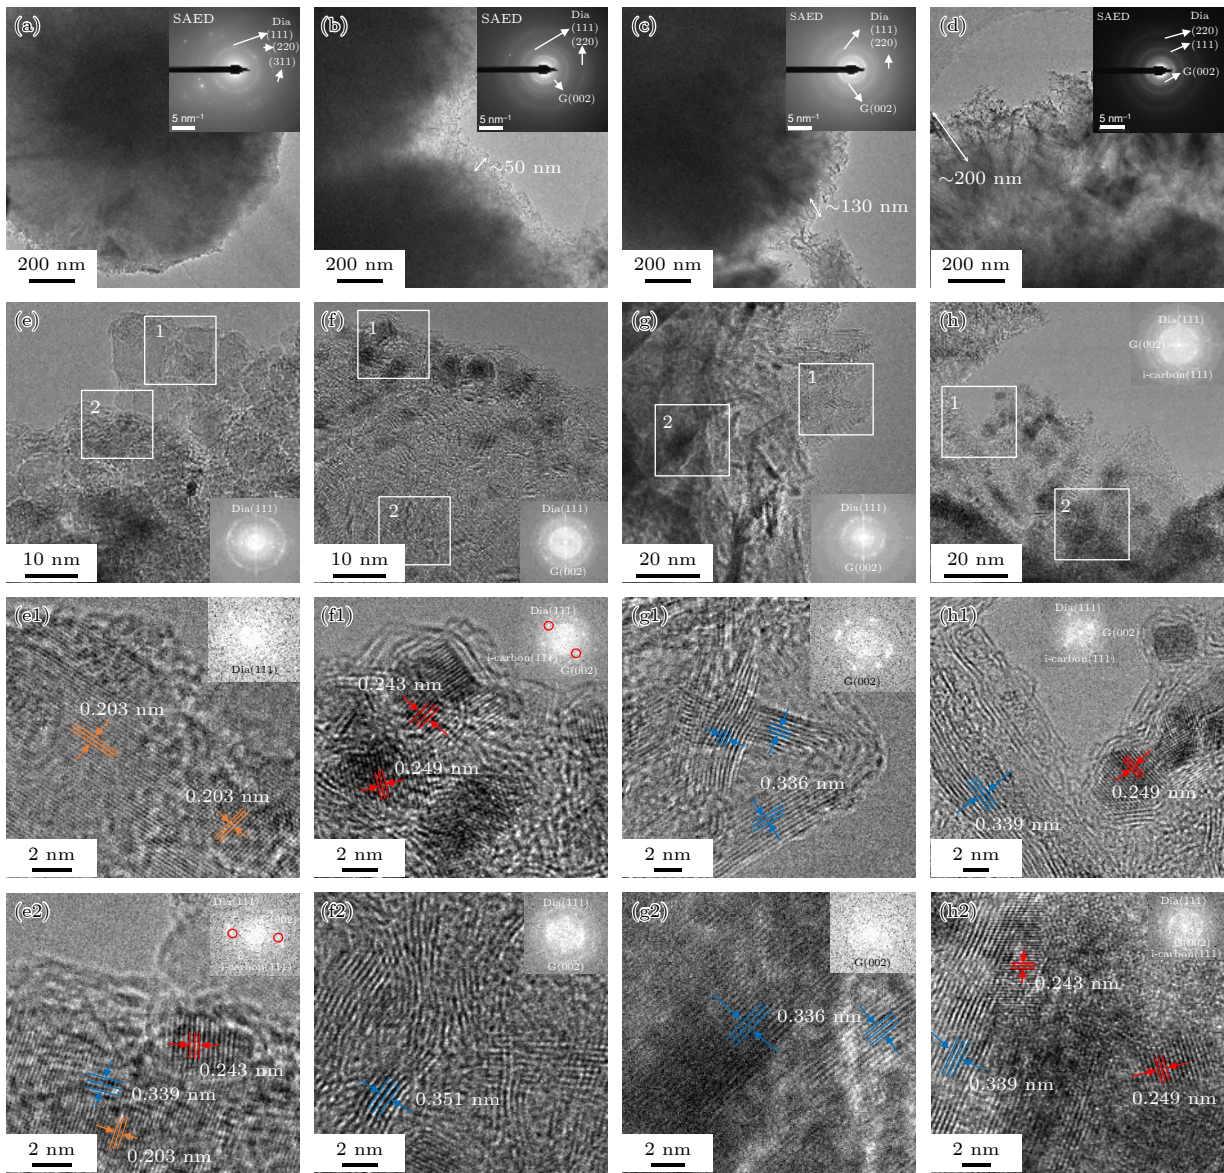 (a)
SAED
Dia
(111)
(220)
(311)
5 nm⁻¹
200 nm
(b)
SAED
Dia
(111)
(220)
G(002)
5 nm⁻¹
~50 nm
200 nm
(c)
SAED
Dia
(111)
(220)
G(002)
5 nm⁻¹
~130 nm
200 nm
(d)
SAED
Dia
(220)
(111)
G(002)
5 nm⁻¹
~200 nm
200 nm
(e)
1
2
Dia(111)
10 nm
(f)
1
2
Dia(111)
G(002)
10 nm
(g)
1
2
Dia(111)
G(002)
20 nm
(h)
Dia(111)
G(002)
i-carbon(111)
1
2
20 nm
(e1)
Dia(111)
0.203 nm
0.203 nm
2 nm
(f1)
Dia(111)
i-carbon(111)
G(002)
0.243 nm
0.249 nm
2 nm
(g1)
G(002)
0.336 nm
2 nm
(h1)
Dia(111)
G(002)
i-carbon(111)
0.249 nm
0.339 nm
2 nm
(e2)
Dia(111)
i-carbon(111)
0.243 nm
0.339 nm
0.203 nm
2 nm
(f2)
Dia(111)
G(002)
0.351 nm
2 nm
(g2)
G(002)
0.336 nm
2 nm
(h2)
Dia(111)
G(002)
i-carbon(111)
0.243 nm
0.339 nm
0.249 nm
2 nm